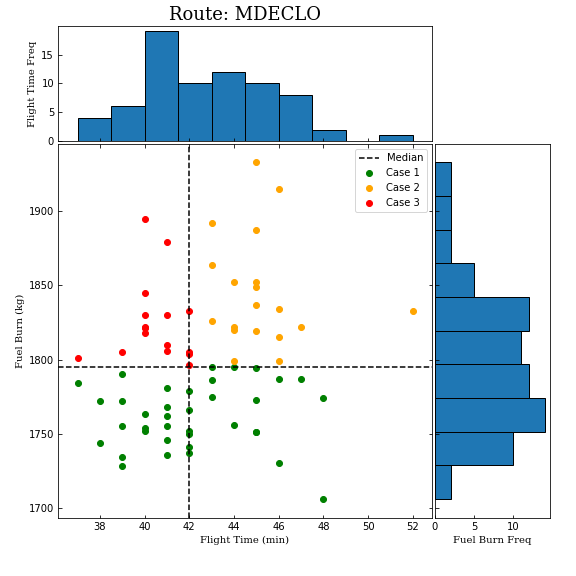 Route: MDECLO
Flight Time Freq
15
10
5
0
Median
Case 1
Case 2
Case 3
Fuel Burn (kg)
1900
1850
1800
1750
1700
38 40 42 44 46 48 50 52
Flight Time (min)
0 5 10
Fuel Burn Freq